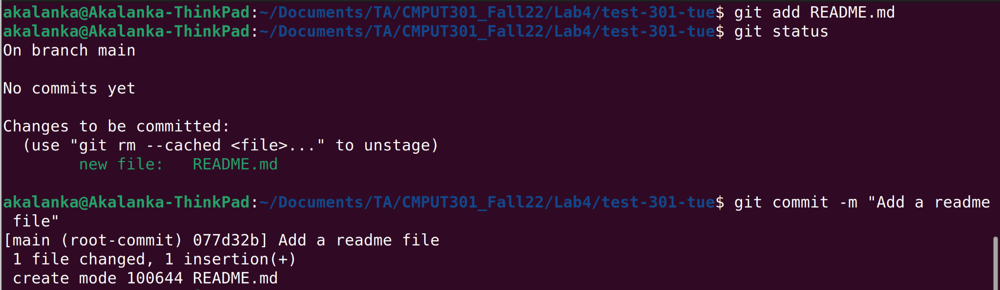 akalanka@Akalanka-ThinkPad:~/Documents/TA/CMPUT301_Fall22/Lab4/test-301-tue$ git add README.md
akalanka@Akalanka-ThinkPad:~/Documents/TA/CMPUT301_Fall22/Lab4/test-301-tue$ git status
On branch main
No commits yet
Changes to be committed:
  (use "git rm --cached <file>..." to unstage)
        new file:   README.md
akalanka@Akalanka-ThinkPad:~/Documents/TA/CMPUT301_Fall22/Lab4/test-301-tue$ git commit -m "Add a readme
 file"
[main (root-commit) 077d32b] Add a readme file
 1 file changed, 1 insertion(+)
 create mode 100644 README.md